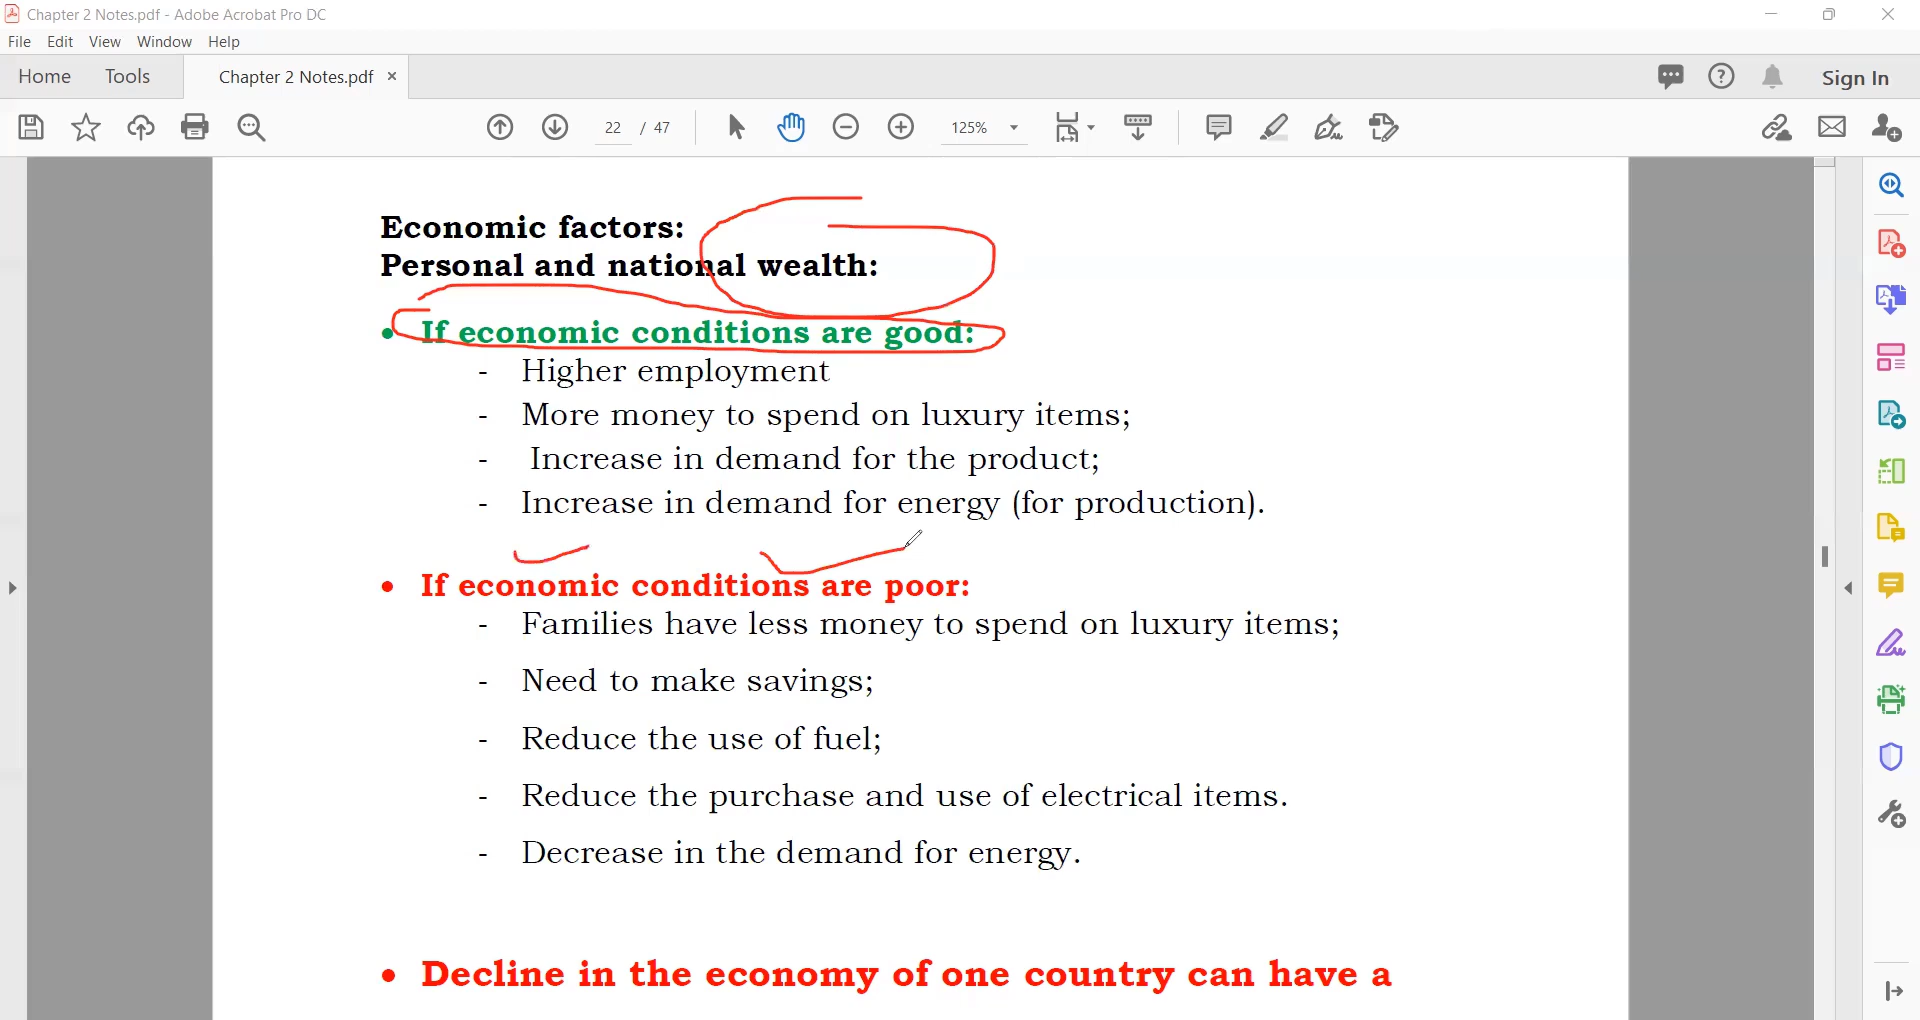 Chapter 2 Notes.pdf - Adobe Acrobat Pro DC
File Edit View Window Help
Home Tools Chapter 2 Notes.pdf × Sign In
22 / 47 125%
Economic factors:
Personal and national wealth:
• If economic conditions are good:
- Higher employment
- More money to spend on luxury items;
- Increase in demand for the product;
- Increase in demand for energy (for production).
• If economic conditions are poor:
- Families have less money to spend on luxury items;
- Need to make savings;
- Reduce the use of fuel;
- Reduce the purchase and use of electrical items.
- Decrease in the demand for energy.
• Decline in the economy of one country can have a